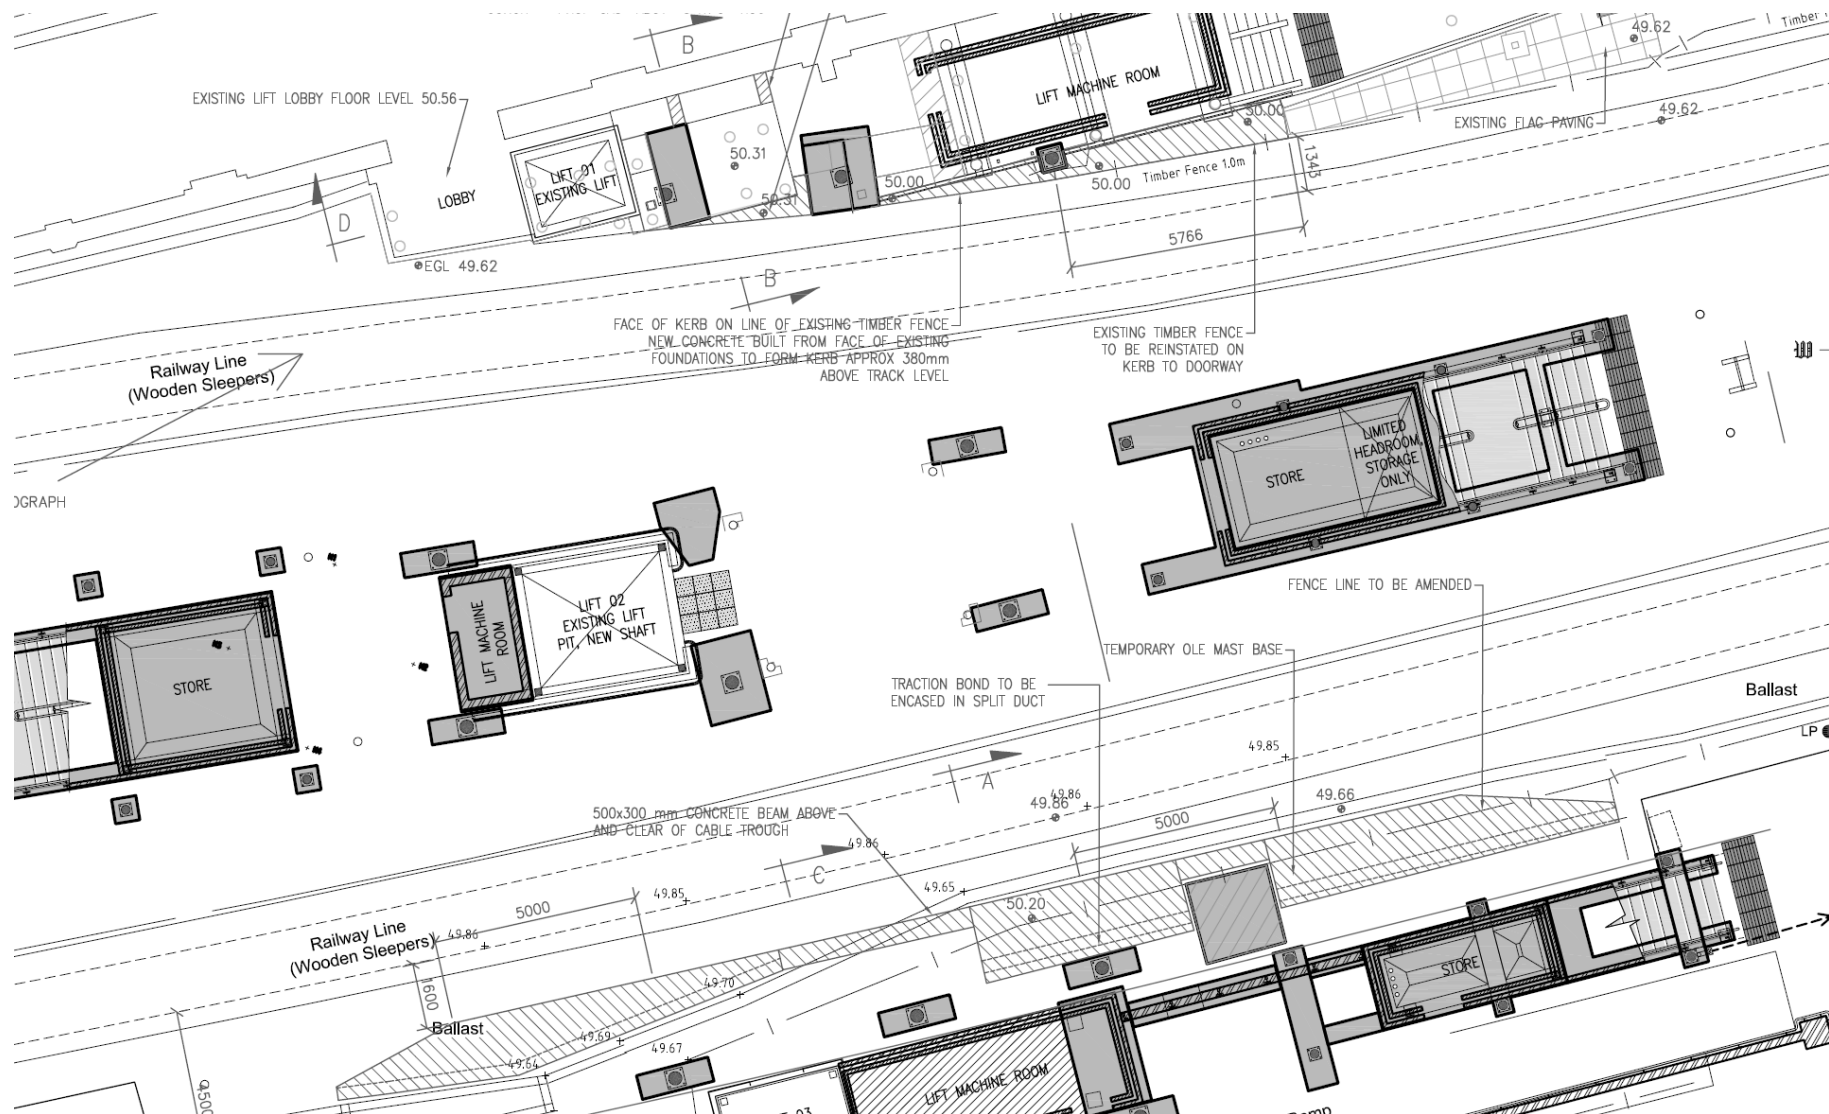 B
49.62
Timber
EXISTING LIFT LOBBY FLOOR LEVEL 50.56
LIFT MACHINE ROOM
50.00
49.62
EXISTING FLAG PAVING
50.31
LIFT 01
EXISTING LIFT
1343
Timber Fence 1.0m
50.00
50.00
LOBBY
50.31
D
5766
EGL 49.62
B
FACE OF KERB ON LINE OF EXISTING TIMBER FENCE
NEW CONCRETE BUILT FROM FACE OF EXISTING
FOUNDATIONS TO FORM KERB APPROX 380mm
ABOVE TRACK LEVEL
EXISTING TIMBER FENCE
TO BE REINSTATED ON
KERB TO DOORWAY
Railway Line
(Wooden Sleepers)
LIMITED
HEADROOM,
STORAGE
ONLY
STORE
OGRAPH
FENCE LINE TO BE AMENDED
LIFT 02
EXISTING LIFT
PIT, NEW SHAFT
LIFT MACHINE
ROOM
TEMPORARY OLE MAST BASE
STORE
TRACTION BOND TO BE
ENCASED IN SPLIT DUCT
Ballast
LP
49.85
A
49.86
49.86
49.66
500x300 mm CONCRETE BEAM ABOVE
AND CLEAR OF CABLE TROUGH
5000
49.86
C
49.65
49.85
50.20
5000
Railway Line
(Wooden Sleepers)
49.86
STORE
49.70
1600
Ballast
49.69
49.67
49.64
LIFT MACHINE ROOM
4500
03